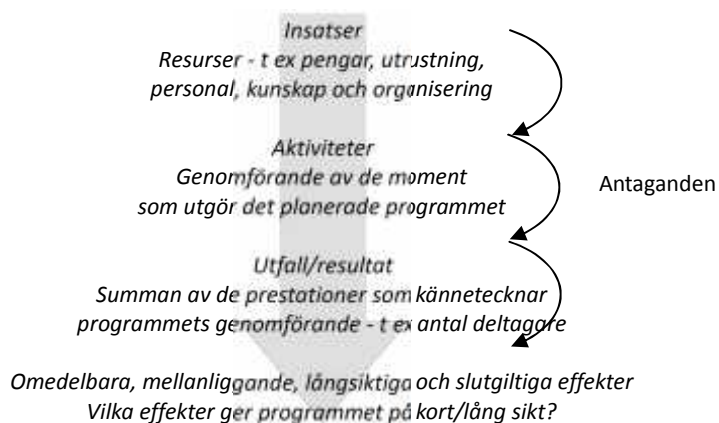 Insatser
Resurser - t ex pengar, utrustning,
personal, kunskap och organisering
Aktiviteter
Genomförande av de moment
som utgör det planerade programmet
Antaganden
Utfall/resultat
Summan av de prestationer som kännetecknar
programmets genomförande - t ex antal deltagare
Omedelbara, mellanliggande, långsiktiga och slutgiltiga effekter
Vilka effekter ger programmet på kort/lång sikt?